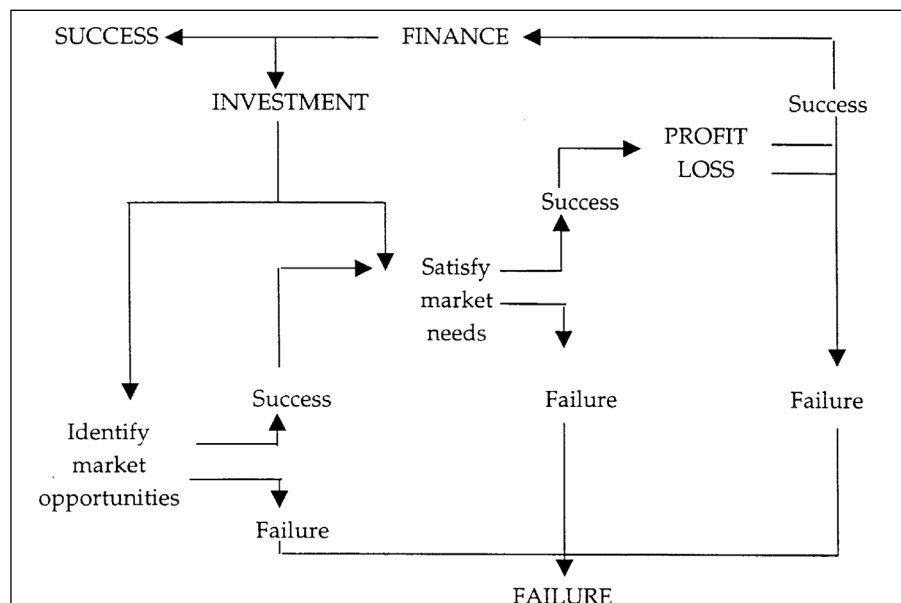 SUCCESS
FINANCE
INVESTMENT
Success
PROFIT
LOSS
Success
Satisfy
market
needs
Success
Failure
Failure
Identify
market
opportunities
Failure
FAILURE